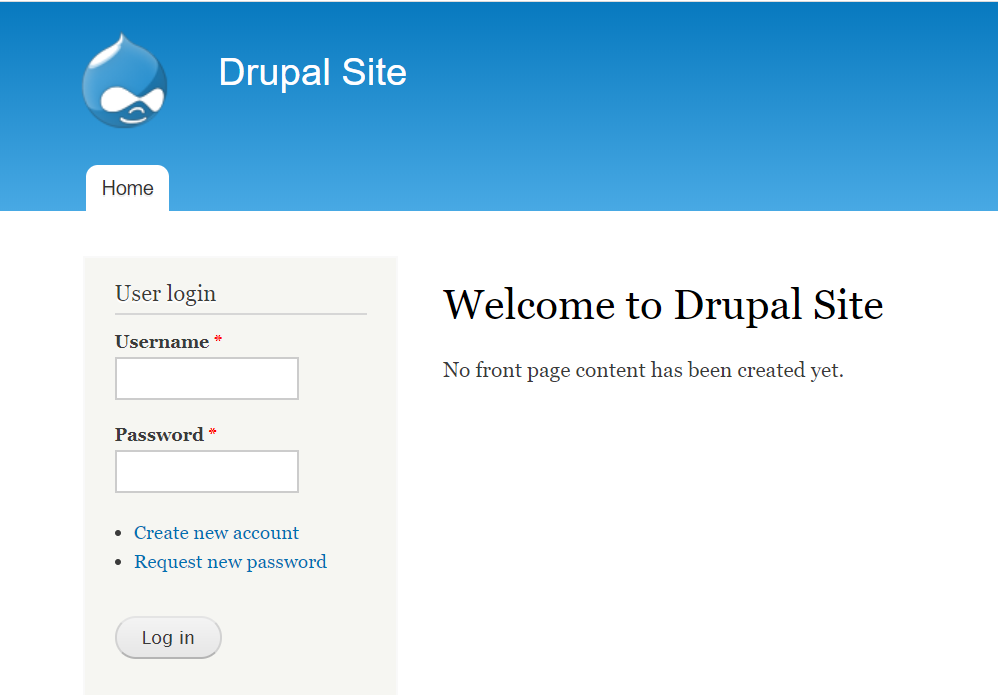 Drupal Site
Home
User login
Username *
Password *
Create new account
Request new password
Log in
Welcome to Drupal Site
No front page content has been created yet.